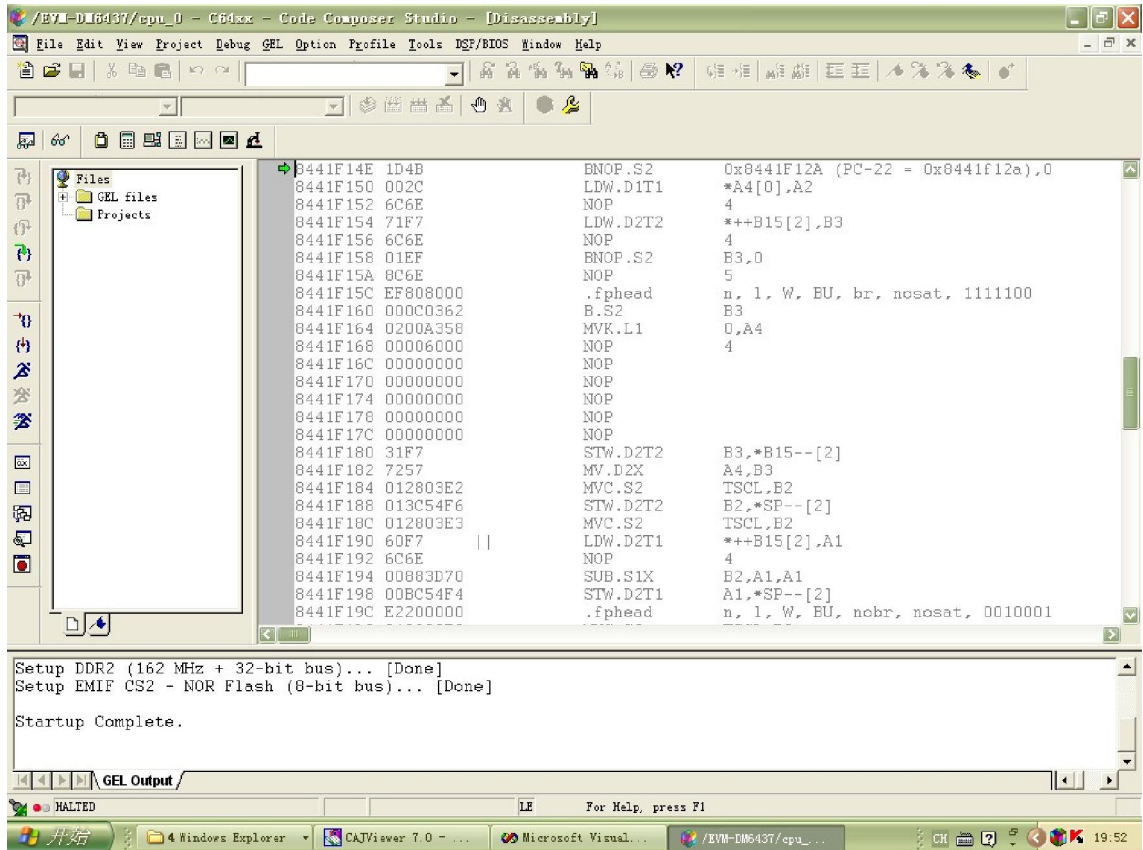 /EVM-DM6437/cpu_0 - C64xx - Code Composer Studio - [Disassembly]
File Edit View Project Debug GEL Option Profile Tools DSP/BIOS Window Help
Files
GEL files
Projects
8441F14E 1D4B BNOP.S2 0x8441F12A (PC-22 = 0x8441f12a),0
8441F150 002C LDW.D1T1 *A4[0],A2
8441F152 6C6E NOP 4
8441F154 71F7 LDW.D2T2 *++B15[2],B3
8441F156 6C6E NOP 4
8441F158 01EF BNOP.S2 B3,0
8441F15A 8C6E NOP 5
8441F15C EF808000 .fphead n, l, W, BU, br, nosat, 1111100
8441F160 000C0362 B.S2 B3
8441F164 0200A358 MVK.L1 0,A4
8441F168 00006000 NOP 4
8441F16C 00000000 NOP
8441F170 00000000 NOP
8441F174 00000000 NOP
8441F178 00000000 NOP
8441F17C 00000000 NOP
8441F180 31F7 STW.D2T2 B3,*B15--[2]
8441F182 7257 MV.D2X A4,B3
8441F184 012803E2 MVC.S2 TSCL,B2
8441F188 013C54F6 STW.D2T2 B2,*SP--[2]
8441F18C 012803E3 MVC.S2 TSCL,B2
8441F190 60F7 || LDW.D2T1 *++B15[2],A1
8441F192 6C6E NOP 4
8441F194 00883D70 SUB.S1X B2,A1,A1
8441F198 00BC54F4 STW.D2T1 A1,*SP--[2]
8441F19C E2200000 .fphead n, l, W, BU, nobr, nosat, 0010001
Setup DDR2 (162 MHz + 32-bit bus)... [Done]
Setup EMIF CS2 - NOR Flash (8-bit bus)... [Done]
Startup Complete.
GEL Output
HALTED LE For Help, press F1
开始 4 Windows Explorer CAJViewer 7.0 - ... Microsoft Visual... /EVM-DM6437/cpu_... CH 19:52